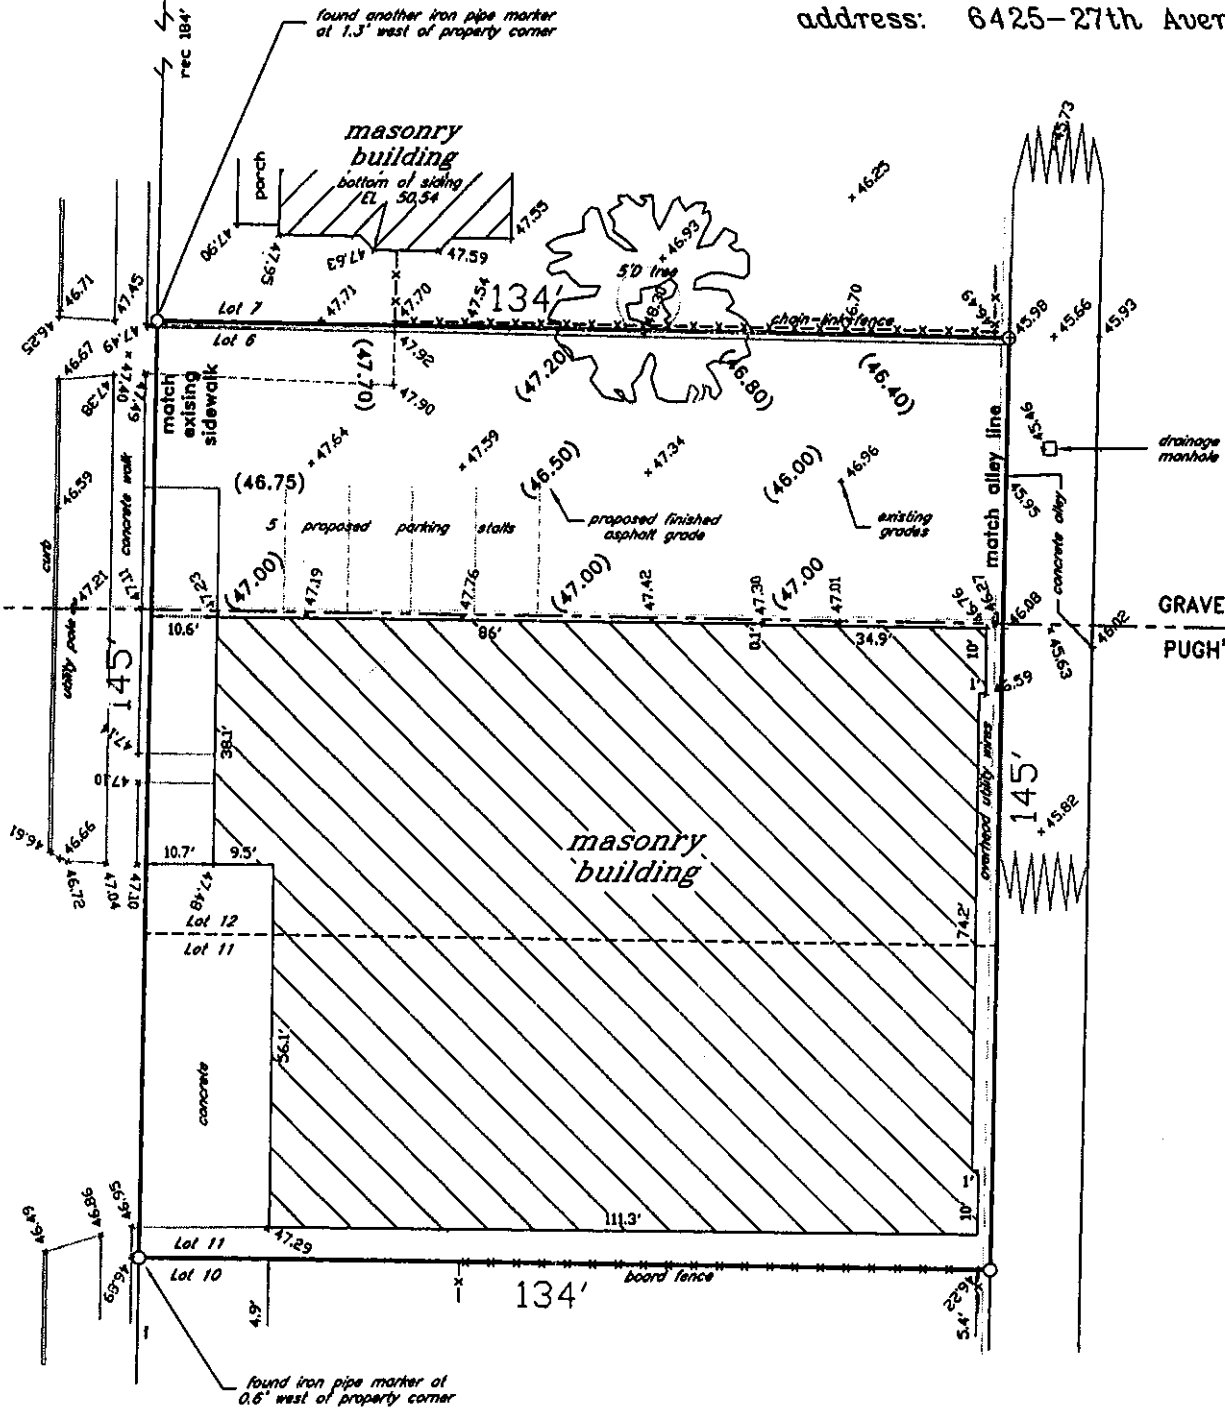 found another iron pipe marker
at 1.3' west of property corner
address: 6425-27th Aven
rec 184'
masonry
building
bottom of siding
EL 50.54
porch
45.73
46.25
47.90
47.95
47.63
47.59
47.55
46.93
5'D tree
48.30
46.71
47.45
46.25
47.49
Lot 7
Lot 6
47.71
47.70
47.54
134'
46.70
chain-link fence
46.49
45.98
45.66
45.93
46.67
47.38
47.40
47.49
match
exising
sidewalk
(47.70)
47.92
47.90
(47.20)
(46.80)
(46.40)
match alley line
45.46
drainage
manhole
46.59
concrete walk
curb
47.64
47.59
47.34
46.96
(46.75)
(46.50)
(46.00)
5 proposed parking stalls
proposed finished
asphalt grade
existing
grades
45.95
concrete alley
47.21
47.11
47.23
(47.00)
47.19
47.76
(47.00)
47.42
47.30
(47.00
47.01
46.76
46.27
46.08
GRAVE
PUGH'
45.93
46.02
utility pole
145'
10.6'
86'
0.1'
34.9'
10'
1'
46.59
47.14
47.10
38.1'
overhead utility wires
145'
45.82
46.61
46.66
46.72
47.04
47.10
10.7'
9.5'
47.48
masonry
building
Lot 12
Lot 11
74.2'
56.1'
concrete
1'
10'
111.3'
46.49
46.86
46.95
47.29
Lot 11
Lot 10
46.89
board fence
134'
46.22
4.9'
5.4'
found iron pipe marker at
0.6' west of property corner